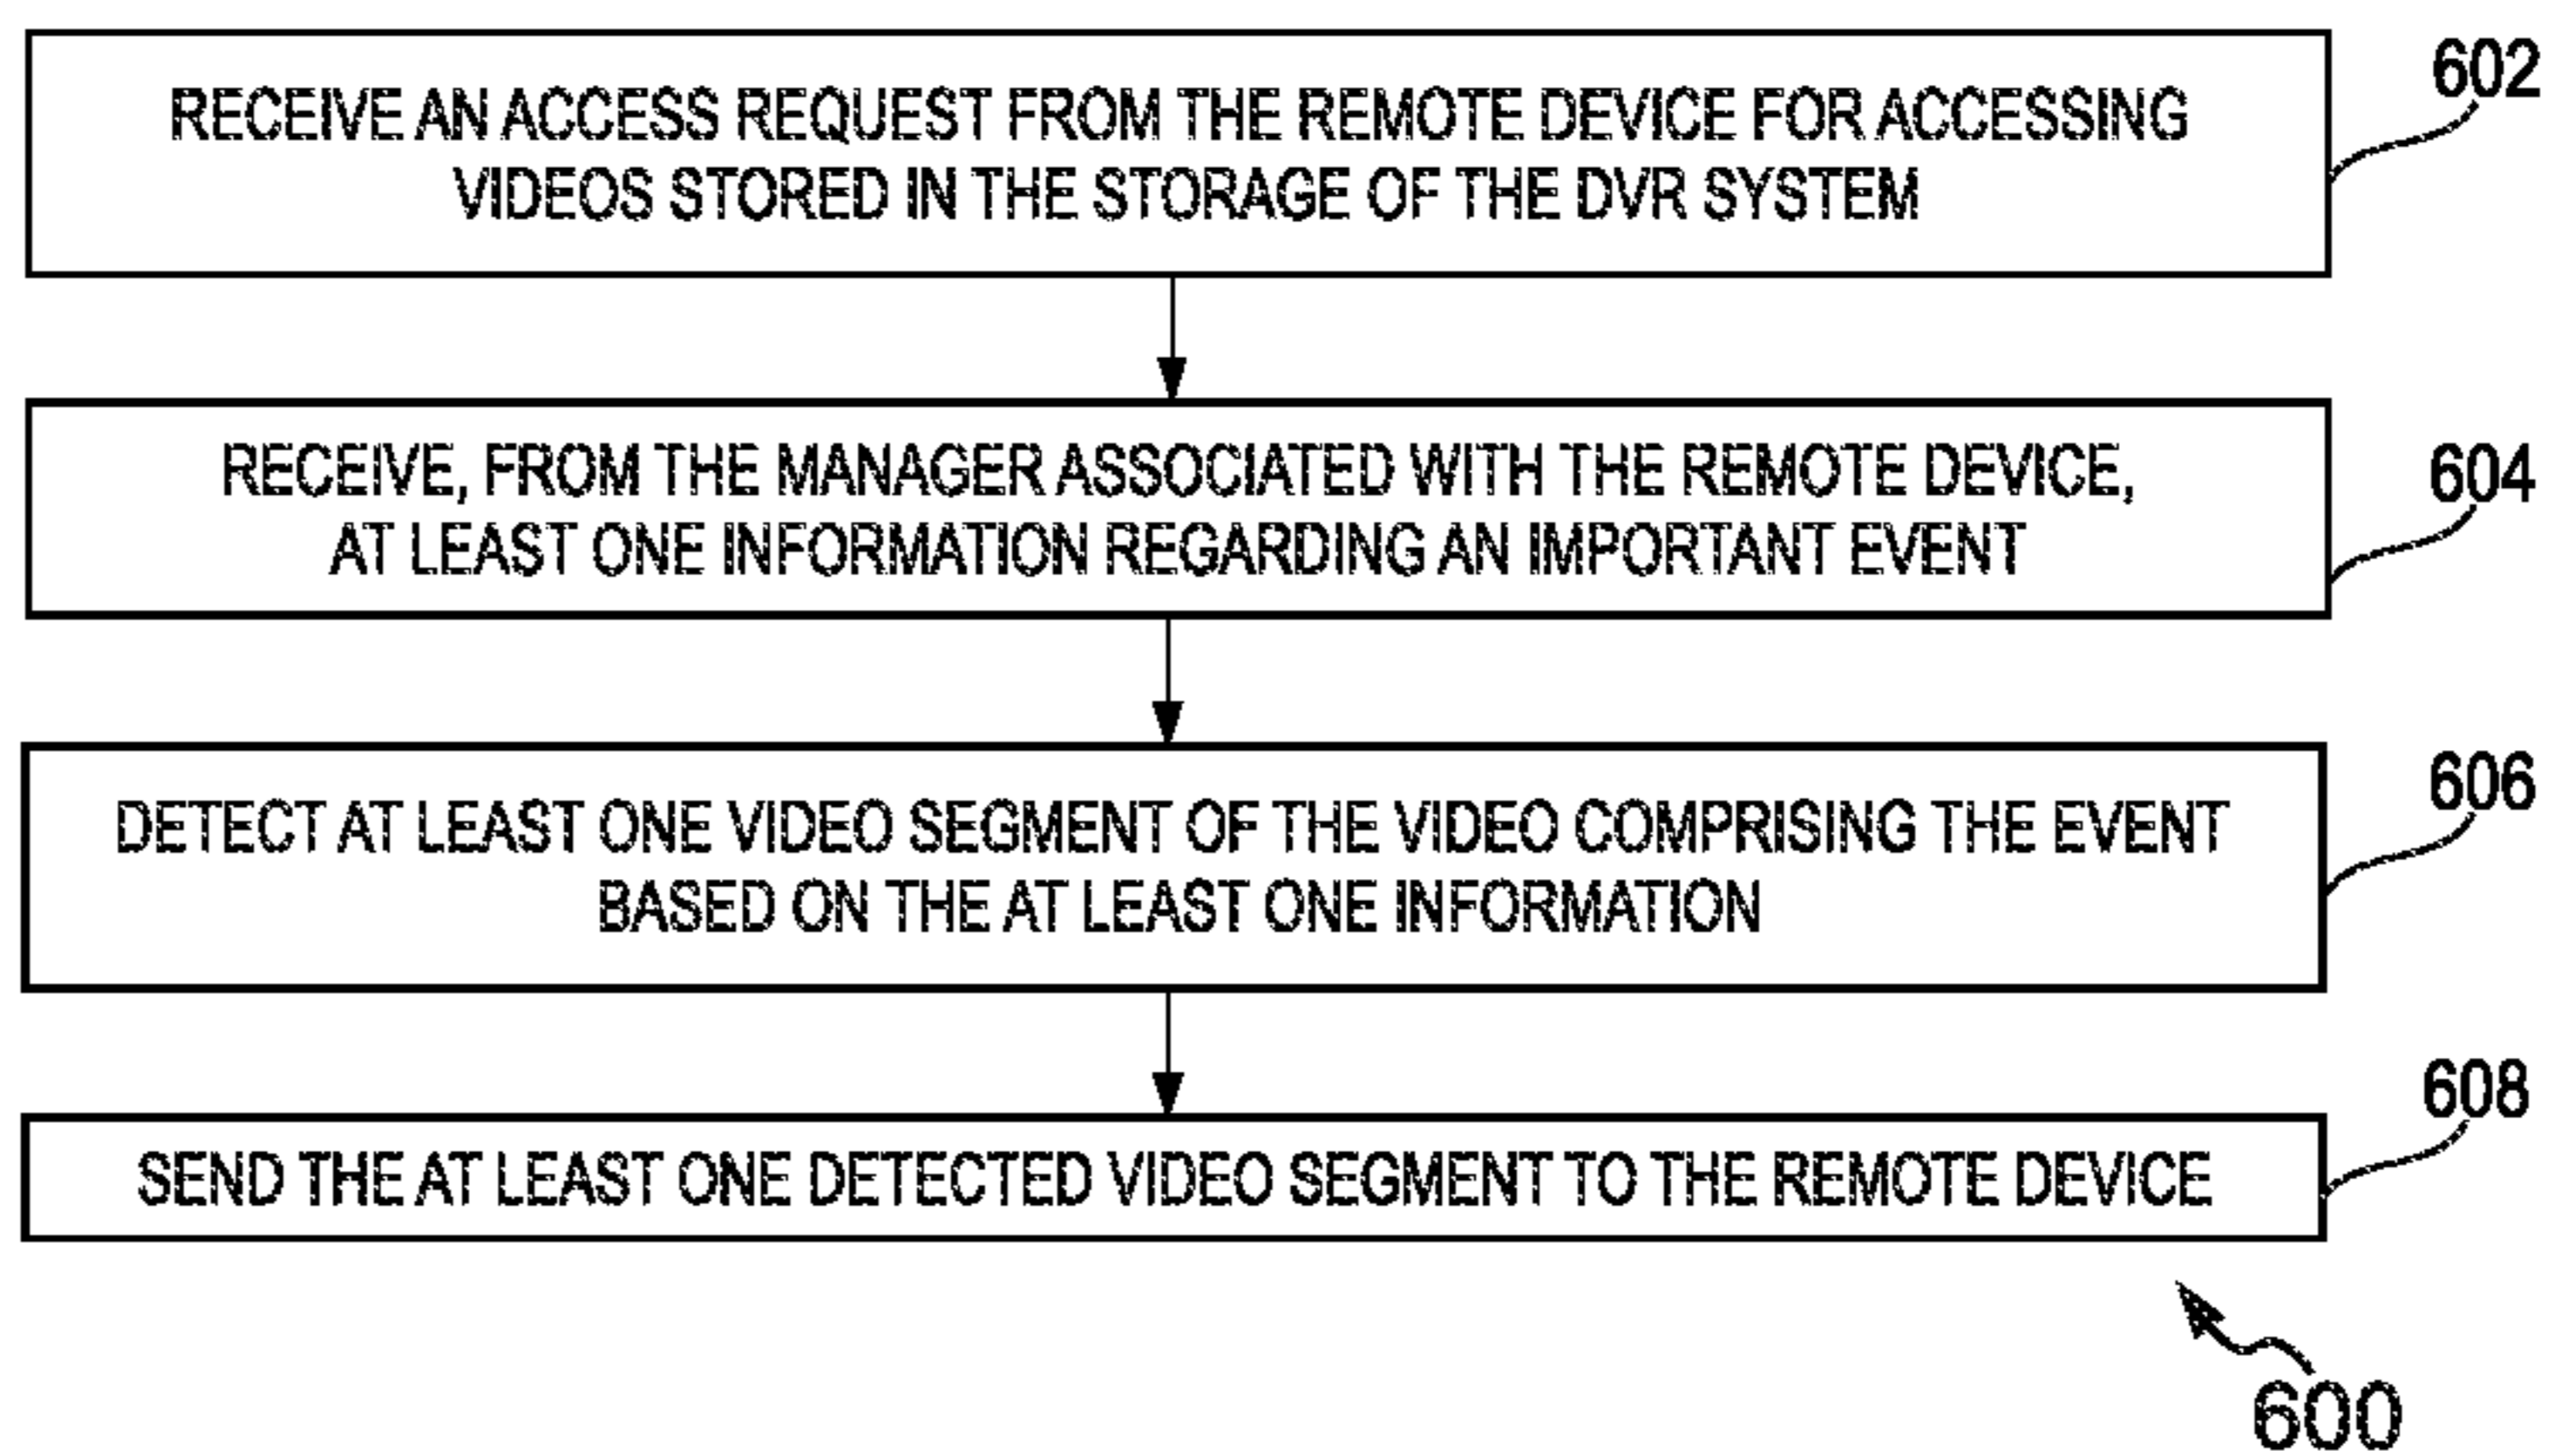 RECEIVE AN ACCESS REQUEST FROM THE REMOTE DEVICE FOR ACCESSING
VIDEOS STORED IN THE STORAGE OF THE DVR SYSTEM
602
RECEIVE, FROM THE MANAGER ASSOCIATED WITH THE REMOTE DEVICE,
AT LEAST ONE INFORMATION REGARDING AN IMPORTANT EVENT
604
DETECT AT LEAST ONE VIDEO SEGMENT OF THE VIDEO COMPRISING THE EVENT
BASED ON THE AT LEAST ONE INFORMATION
606
SEND THE AT LEAST ONE DETECTED VIDEO SEGMENT TO THE REMOTE DEVICE
608
600